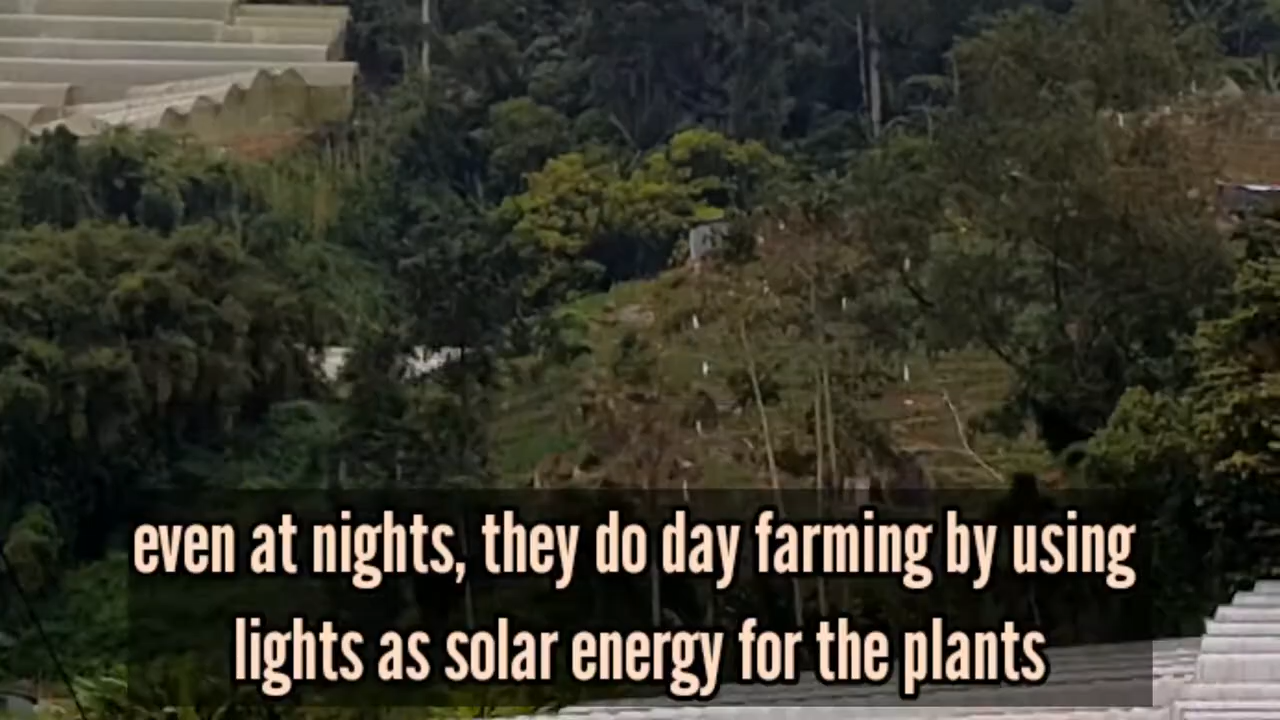 even at nights, they do day farming by using
lights as solar energy for the plants